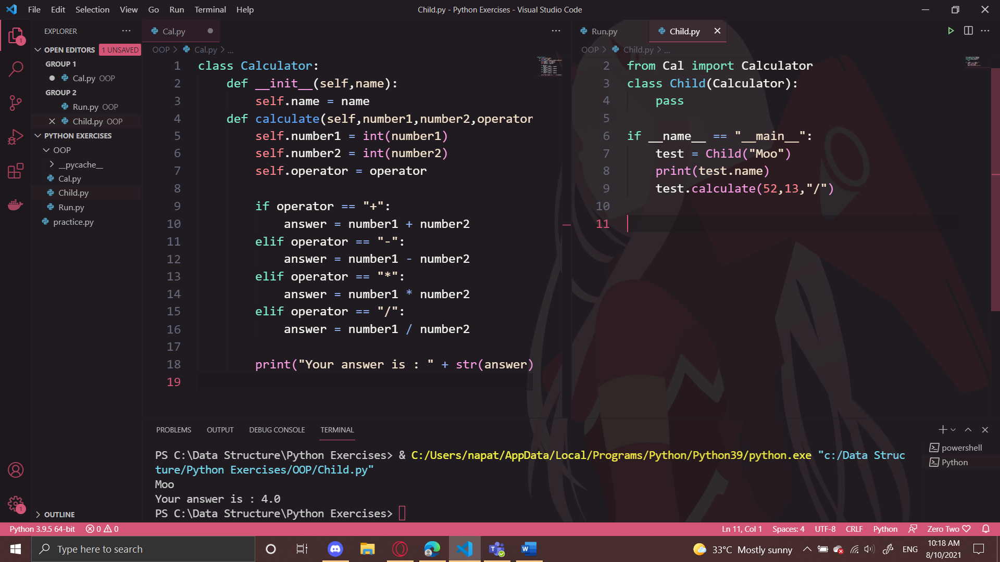 File Edit Selection View Go Run Terminal Help
Child.py - Python Exercises - Visual Studio Code
EXPLORER
OPEN EDITORS 1 UNSAVED
GROUP 1
Cal.py OOP
GROUP 2
Run.py OOP
Child.py OOP
PYTHON EXERCISES
OOP
__pycache__
Cal.py
Child.py
Run.py
practice.py
OUTLINE
1
1
Cal.py
OOP > Cal.py > ...
1 class Calculator:
2     def __init__(self,name):
3         self.name = name
4     def calculate(self,number1,number2,operator
5         self.number1 = int(number1)
6         self.number2 = int(number2)
7         self.operator = operator
8
9         if operator == "+":
10             answer = number1 + number2
11         elif operator == "-":
12             answer = number1 - number2
13         elif operator == "*":
14             answer = number1 * number2
15         elif operator == "/":
16             answer = number1 / number2
17
18         print("Your answer is : " + str(answer)
19
Run.py Child.py
OOP > Child.py > ...
2 from Cal import Calculator
3 class Child(Calculator):
4     pass
5
6 if __name__ == "__main__":
7     test = Child("Moo")
8     print(test.name)
9     test.calculate(52,13,"/")
10
11
PROBLEMS OUTPUT DEBUG CONSOLE TERMINAL
PS C:\Data Structure\Python Exercises> & C:/Users/napat/AppData/Local/Programs/Python/Python39/python.exe "c:/Data Struc
ture/Python Exercises/OOP/Child.py"
Moo
Your answer is : 4.0
PS C:\Data Structure\Python Exercises>
powershell
Python
Python 3.9.5 64-bit 0 0
Ln 11, Col 1 Spaces: 4 UTF-8 CRLF Python Zero Two
Type here to search
33°C Mostly sunny
ENG
10:18 AM
8/10/2021